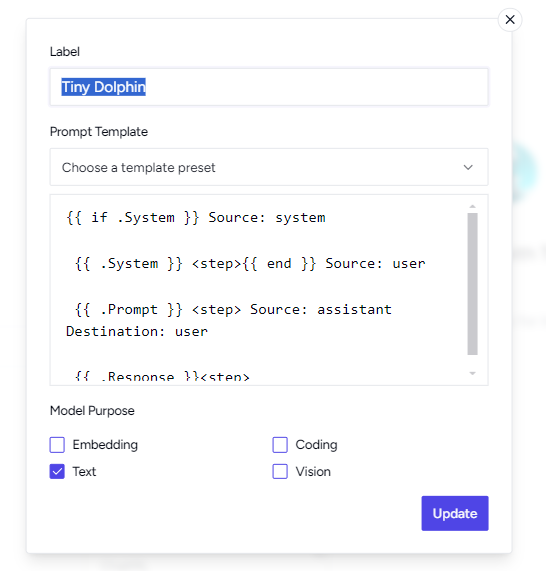 Label
Tiny Dolphin
Prompt Template
Choose a template preset
{{ if .System }} Source: system
{{ .System }} <step>{{ end }} Source: user
{{ .Prompt }} <step> Source: assistant
Destination: user
{{ .Response }}<step>
Model Purpose
Embedding
Coding
Text
Vision
Update